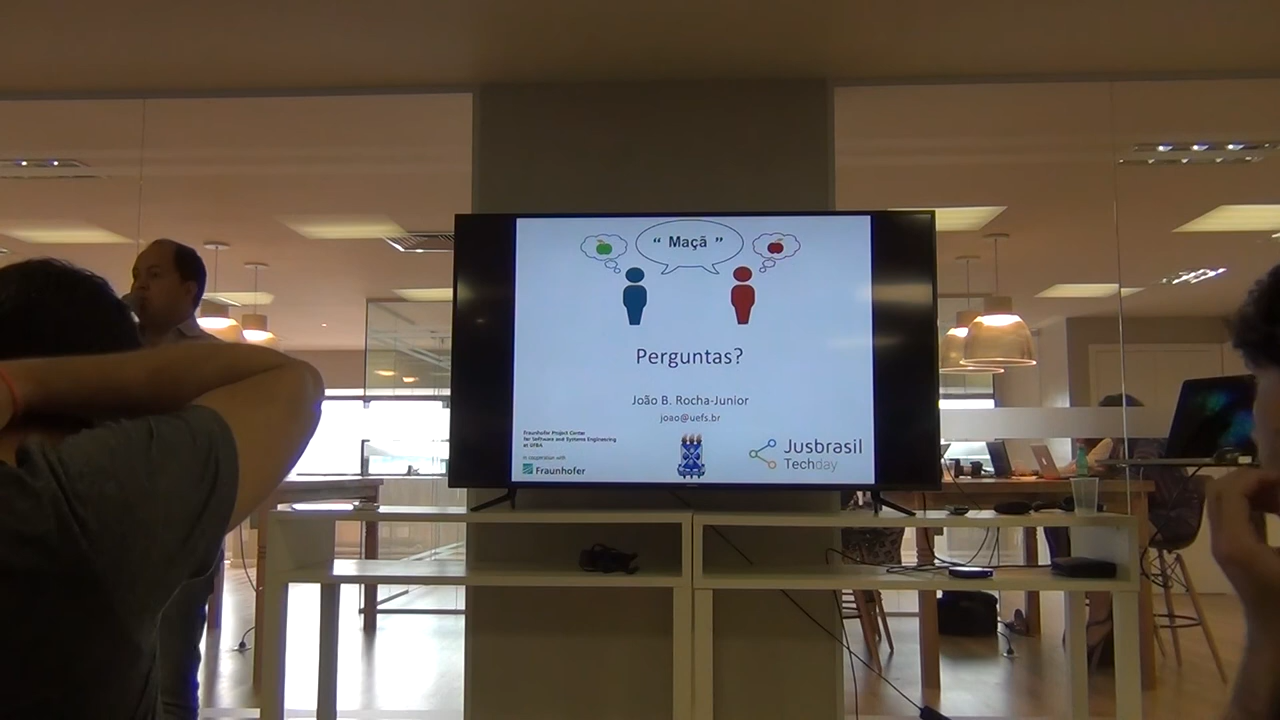 “ Maçã ”
Perguntas?
João B. Rocha-Junior
joao@uefs.br
Fraunhofer Project Center
for Software and Systems Engineering
at UFBA
in cooperation with
Fraunhofer
Jusbrasil
Techday